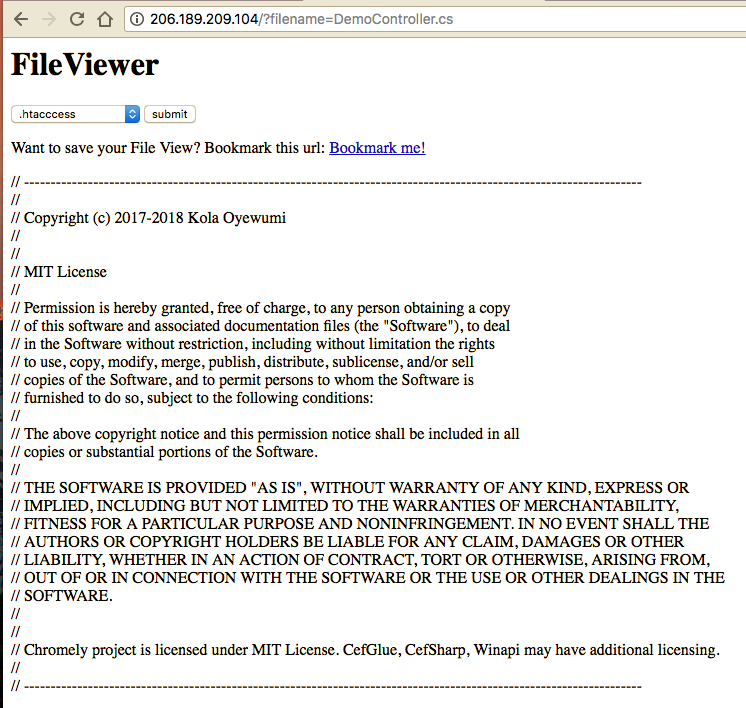 206.189.209.104/?filename=DemoController.cs
FileViewer
.htacccess submit
Want to save your File View? Bookmark this url: Bookmark me!
// ----------------------------------------------------------------------------------------------------------------------
//
// Copyright (c) 2017-2018 Kola Oyewumi
//
//
// MIT License
//
// Permission is hereby granted, free of charge, to any person obtaining a copy
// of this software and associated documentation files (the "Software"), to deal
// in the Software without restriction, including without limitation the rights
// to use, copy, modify, merge, publish, distribute, sublicense, and/or sell
// copies of the Software, and to permit persons to whom the Software is
// furnished to do so, subject to the following conditions:
//
// The above copyright notice and this permission notice shall be included in all
// copies or substantial portions of the Software.
//
// THE SOFTWARE IS PROVIDED "AS IS", WITHOUT WARRANTY OF ANY KIND, EXPRESS OR
// IMPLIED, INCLUDING BUT NOT LIMITED TO THE WARRANTIES OF MERCHANTABILITY,
// FITNESS FOR A PARTICULAR PURPOSE AND NONINFRINGEMENT. IN NO EVENT SHALL THE
// AUTHORS OR COPYRIGHT HOLDERS BE LIABLE FOR ANY CLAIM, DAMAGES OR OTHER
// LIABILITY, WHETHER IN AN ACTION OF CONTRACT, TORT OR OTHERWISE, ARISING FROM,
// OUT OF OR IN CONNECTION WITH THE SOFTWARE OR THE USE OR OTHER DEALINGS IN THE
// SOFTWARE.
//
//
// Chromely project is licensed under MIT License. CefGlue, CefSharp, Winapi may have additional licensing.
//
// ----------------------------------------------------------------------------------------------------------------------